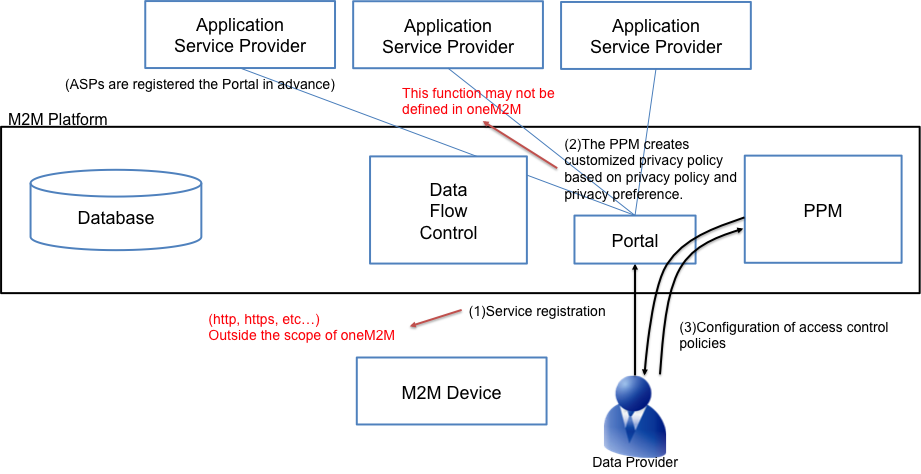 Application
Service Provider
Application
Service Provider
Application
Service Provider
(ASPs are registered the Portal in advance)
This function may not be
defined in oneM2M
M2M Platform
(2)The PPM creates
customized privacy policy
based on privacy policy and
privacy preference.
Database
Data
Flow
Control
Portal
PPM
(http, https, etc…)
Outside the scope of oneM2M
(1)Service registration
(3)Configuration of access control
policies
M2M Device
Data Provider